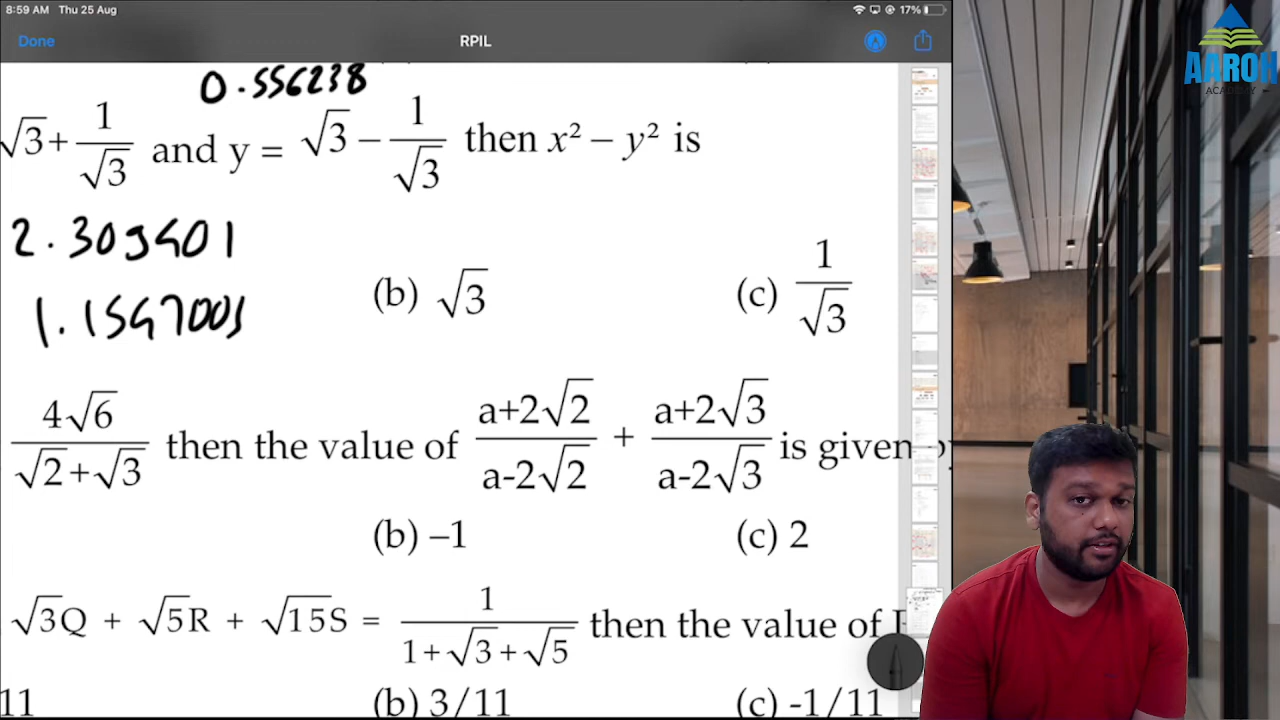 8:59 AM Thu 25 Aug 17%
Done RPIL
AAROH
ACADEMY
0.556238
√3+ 1/√3 and y = √3 − 1/√3 then x² – y² is
2.309401
1.1547005
(b) √3 (c) 1/√3
4√6/(√2+√3) then the value of (a+2√2)/(a-2√2) + (a+2√3)/(a-2√3) is given
(b) –1 (c) 2
√3Q + √5R + √15S = 1/(1+√3+√5) then the value of
11 (b) 3/11 (c) -1/11